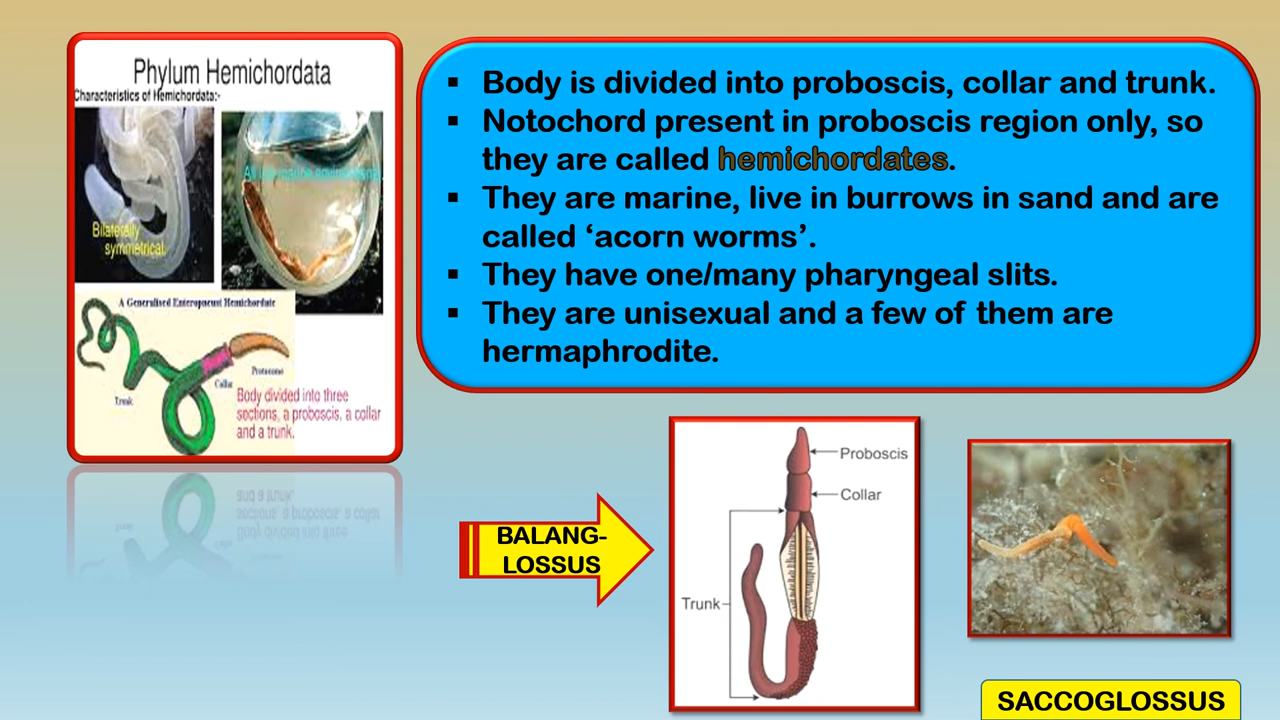 Phylum Hemichordata
Characteristics of Hemichordata:-
Bilaterally
symmetrical.
A Generalised Enteropneust Hemichordate
Proboscis
Collar
Trunk
Body divided into three
sections, a proboscis, a collar
and a trunk.
▪ Body is divided into proboscis, collar and trunk.
▪ Notochord present in proboscis region only, so
they are called hemichordates.
▪ They are marine, live in burrows in sand and are
called ‘acorn worms’.
▪ They have one/many pharyngeal slits.
▪ They are unisexual and a few of them are
hermaphrodite.
BALANG-
LOSSUS
Proboscis
Collar
Trunk
SACCOGLOSSUS